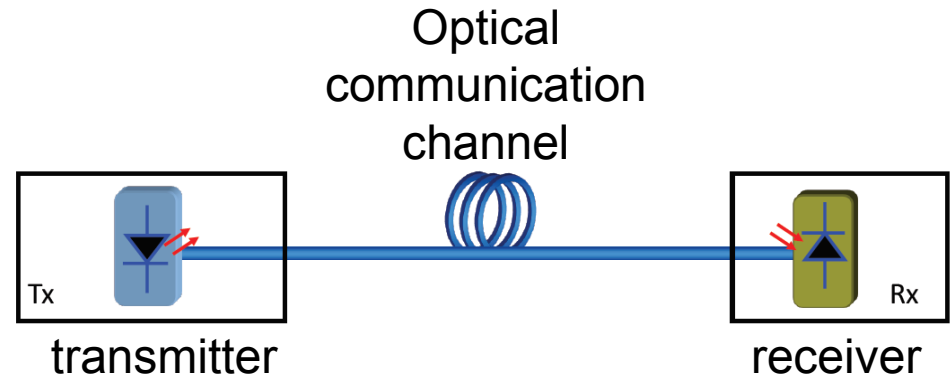 Optical
communication
channel
Tx
Rx
transmitter
receiver